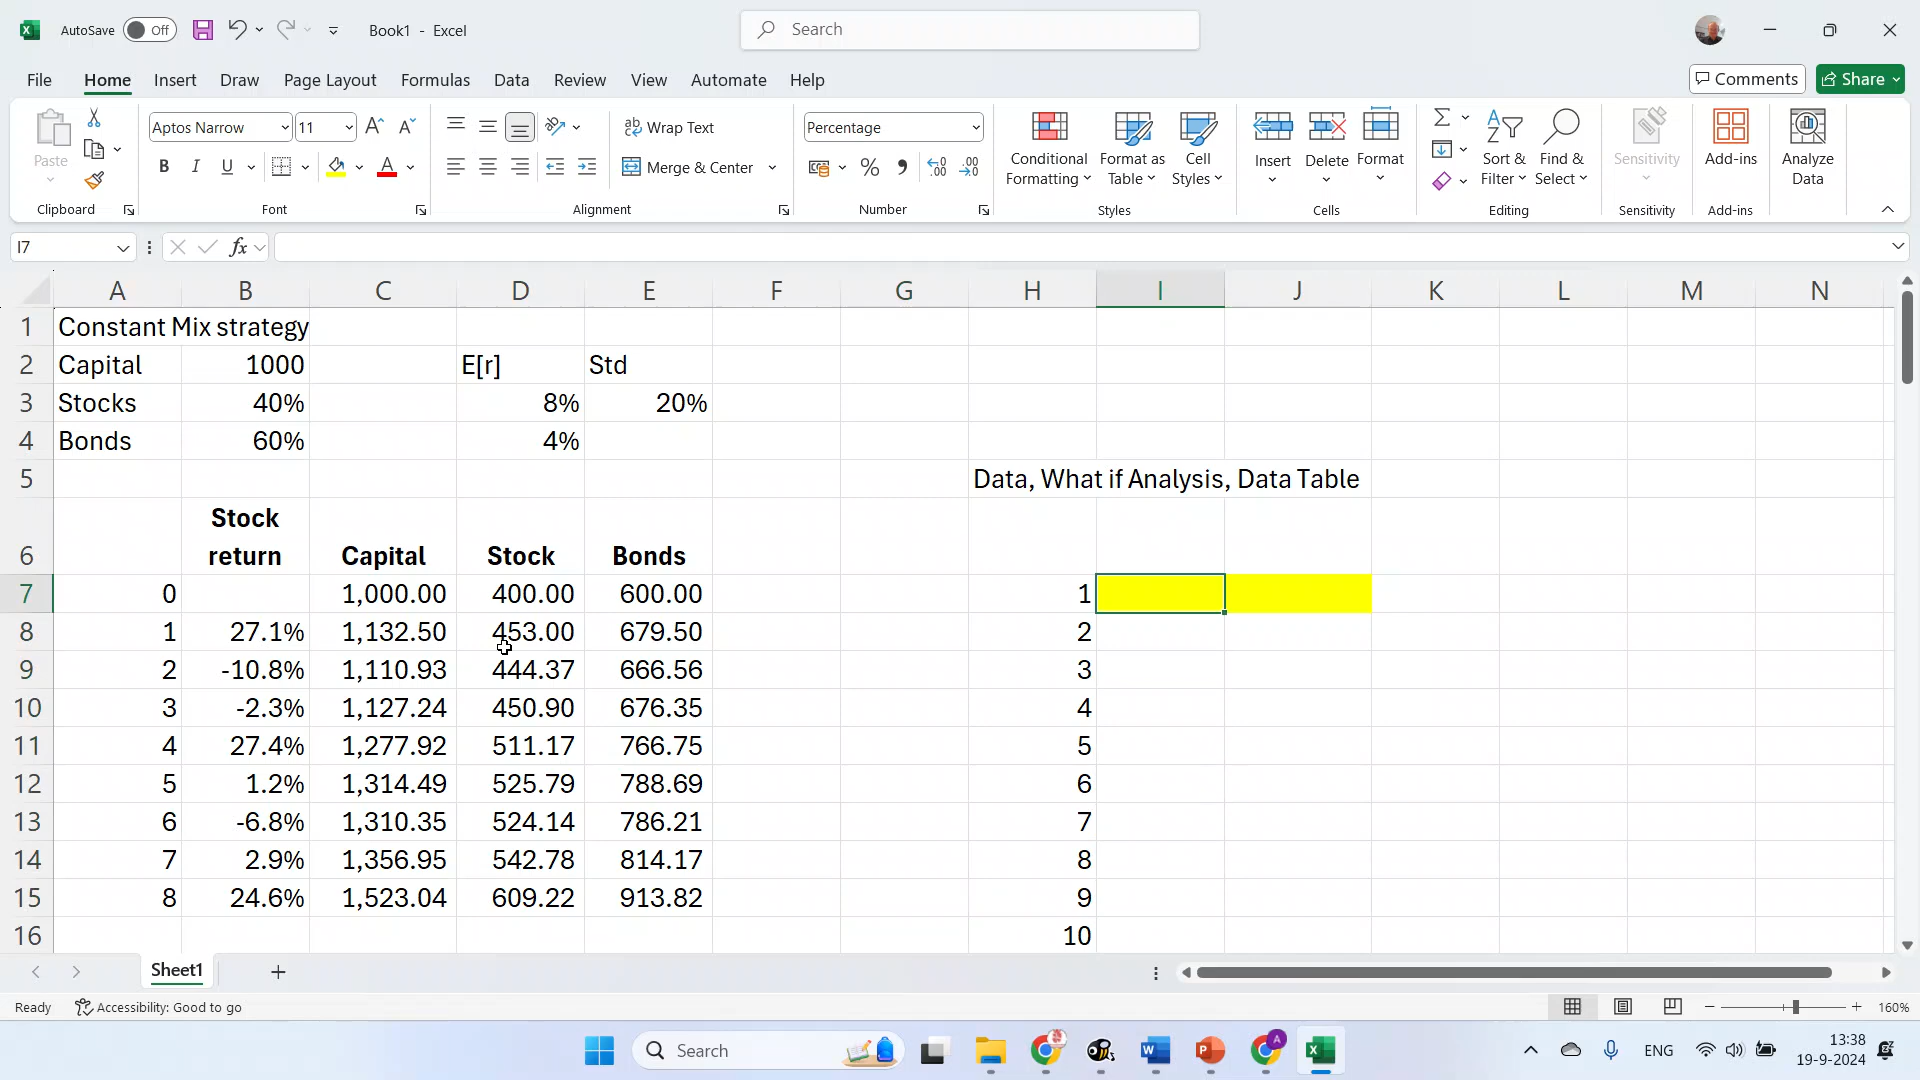 AutoSave Off Book1 - Excel Search
File Home Insert Draw Page Layout Formulas Data Review View Automate Help Comments Share
Paste Aptos Narrow 11 A A Wrap Text Percentage Conditional Formatting Format as Table Cell Styles Insert Delete Format Sort & Filter Find & Select Sensitivity Add-ins Analyze Data
B I U A Merge & Center % , .00 .00
Clipboard Font Alignment Number Styles Cells Editing Sensitivity Add-ins
I7 fx
A B C D E F G H I J K L M N
1 Constant Mix strategy
2 Capital 1000 E[r] Std
3 Stocks 40% 8% 20%
4 Bonds 60% 4%
5 Data, What if Analysis, Data Table
6 Stock return Capital Stock Bonds
7 0 1,000.00 400.00 600.00 1
8 1 27.1% 1,132.50 453.00 679.50 2
9 2 -10.8% 1,110.93 444.37 666.56 3
10 3 -2.3% 1,127.24 450.90 676.35 4
11 4 27.4% 1,277.92 511.17 766.75 5
12 5 1.2% 1,314.49 525.79 788.69 6
13 6 -6.8% 1,310.35 524.14 786.21 7
14 7 2.9% 1,356.95 542.78 814.17 8
15 8 24.6% 1,523.04 609.22 913.82 9
16 10
Sheet1
Ready Accessibility: Good to go 160%
Search ENG 13:38
19-9-2024